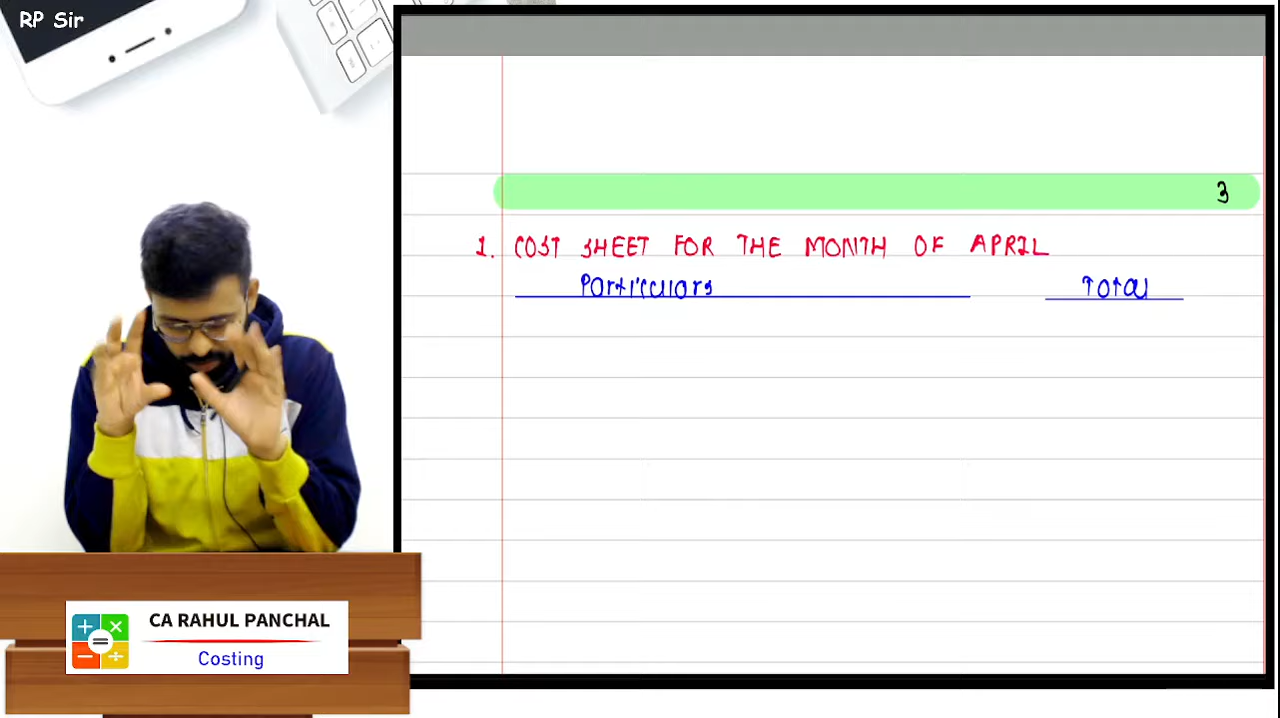 RP Sir
3
1. COST SHEET FOR THE MONTH OF APRIL
Particulars Total
CA RAHUL PANCHAL
Costing